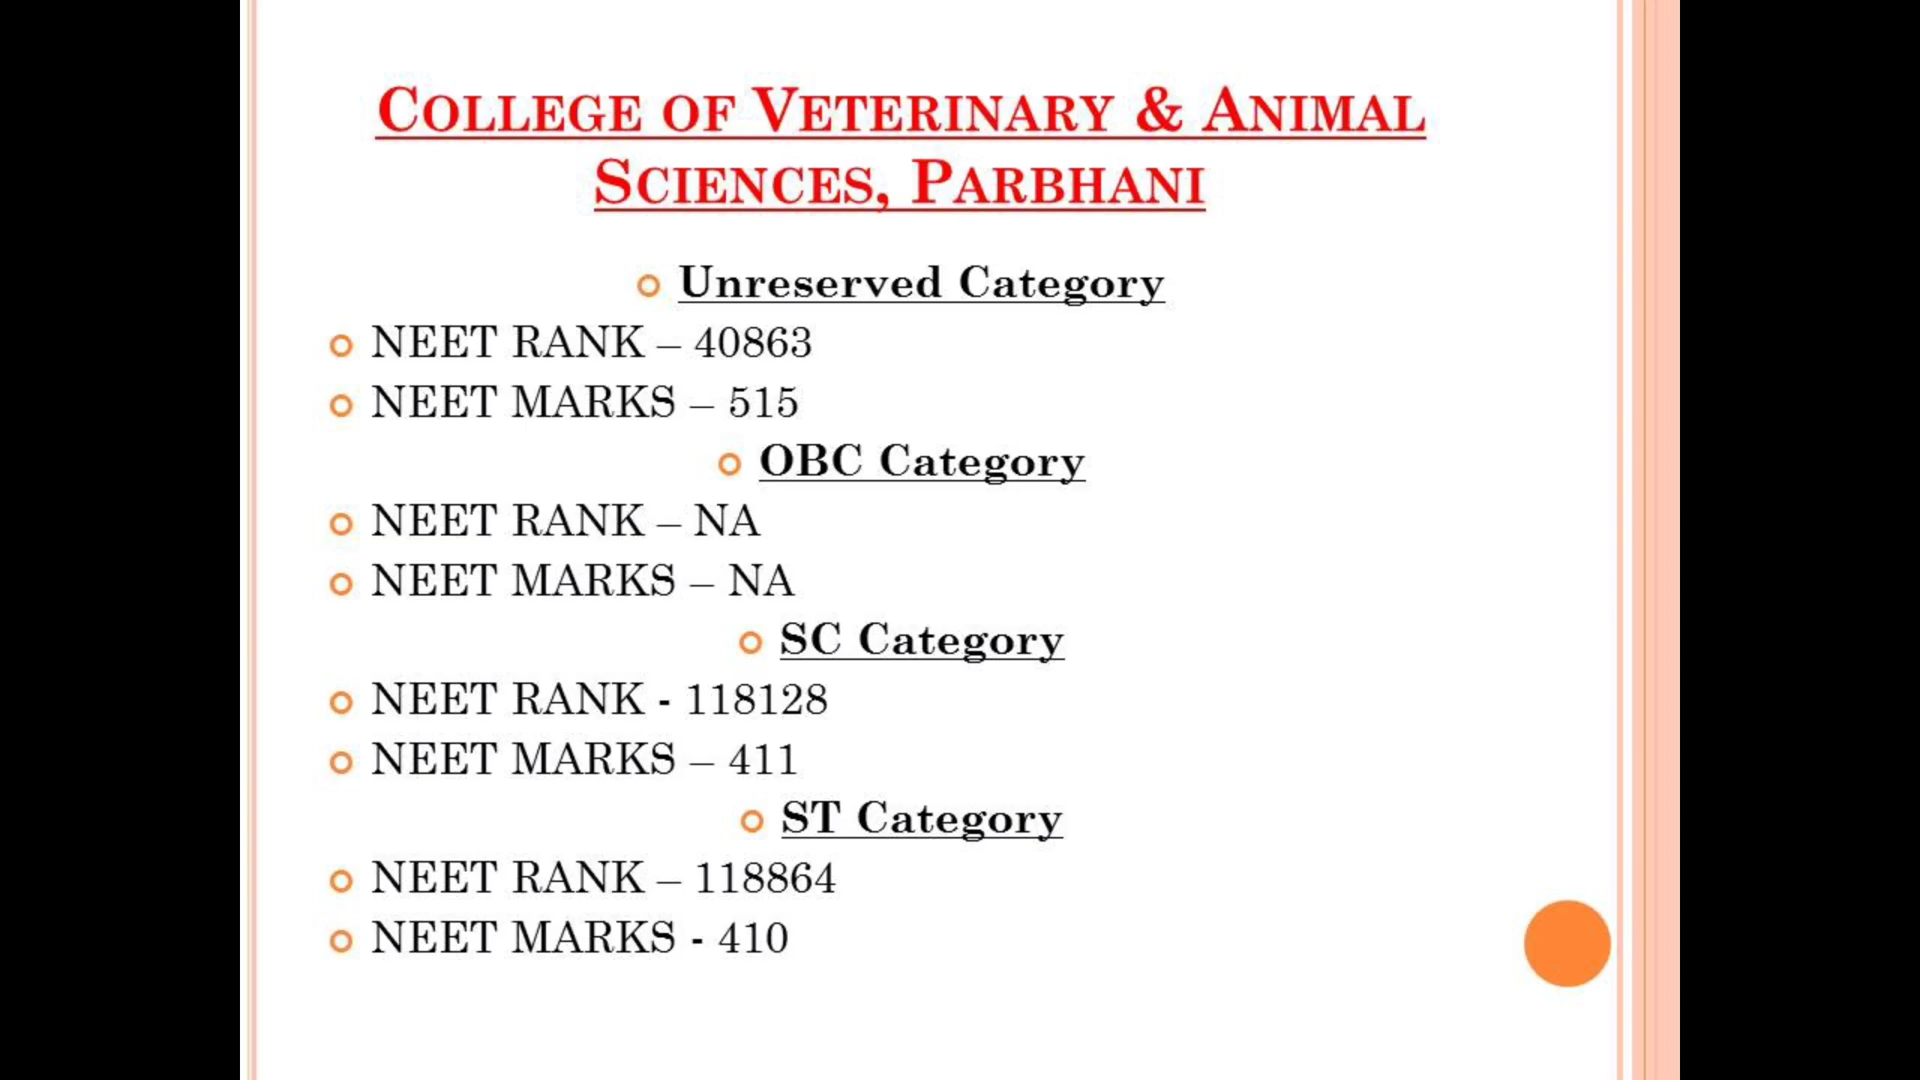 COLLEGE OF VETERINARY & ANIMAL
SCIENCES, PARBHANI
Unreserved Category
NEET RANK – 40863
NEET MARKS – 515
OBC Category
NEET RANK – NA
NEET MARKS – NA
SC Category
NEET RANK - 118128
NEET MARKS – 411
ST Category
NEET RANK – 118864
NEET MARKS - 410